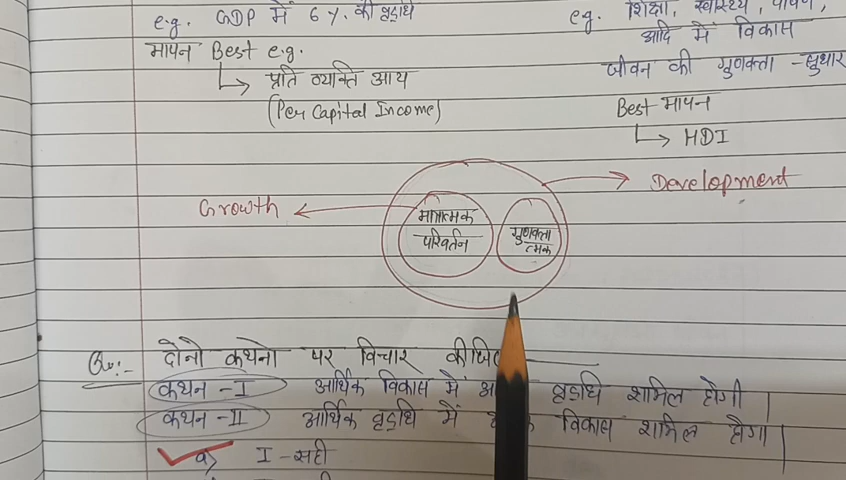 e.g. GDP में 6 %. की वृद्धि
मापन Best e.g.
प्रति व्यक्ति आय
(Per Capital Income)
e.g. शिक्षा, स्वास्थ्य, पोषण,
आदि में विकास
जीवन की गुणवत्ता - सुधार
Best मापन
HDI
Growth
मात्रात्मक
परिवर्तन
गुणवत्ता
त्मक
Development
Qu:- दोनो कथनो पर विचार
कथन - I आर्थिक विकास में वृद्धि शामिल होगी |
कथन - II आर्थिक वृद्धि में विकास शामिल होगा |
a) I - सही